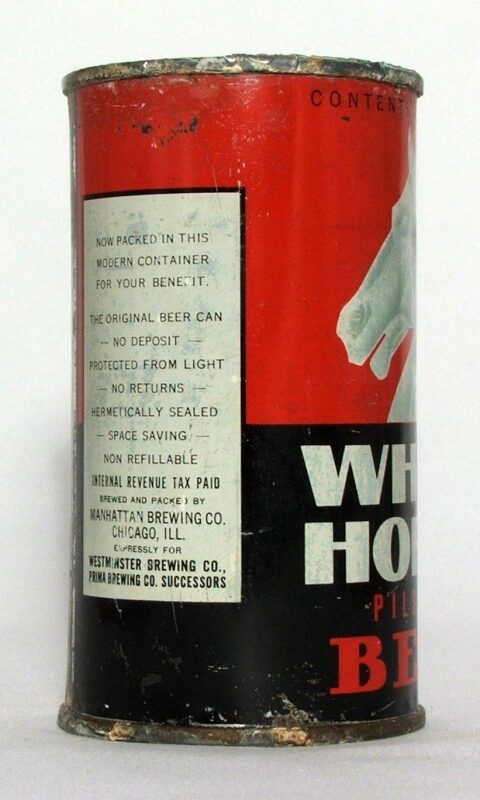 NOW PACKED IN THIS
MODERN CONTAINER
FOR YOUR BENEFIT.
THE ORIGINAL BEER CAN
— NO DEPOSIT —
PROTECTED FROM LIGHT
— NO RETURNS —
HERMETICALLY SEALED
— SPACE SAVING —
NON REFILLABLE
INTERNAL REVENUE TAX PAID
BREWED AND PACKED BY
MANHATTAN BREWING CO.
CHICAGO, ILL.
EXPRESSLY FOR
WESTMINSTER BREWING CO.,
PRIMA BREWING CO. SUCCESSORS
CONTENTS
WH
HO
PIL
BE